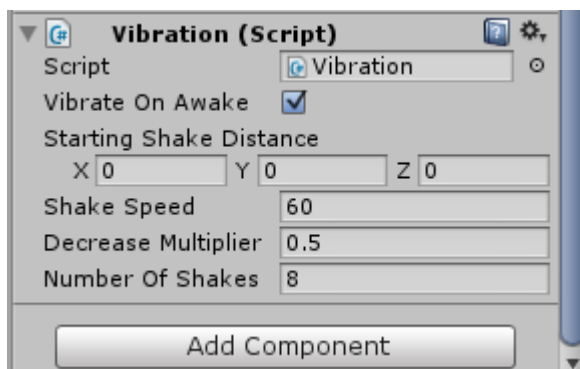 Vibration (Script)
Script Vibration
Vibrate On Awake
Starting Shake Distance
X 0 Y 0 Z 0
Shake Speed 60
Decrease Multiplier 0.5
Number Of Shakes 8
Add Component